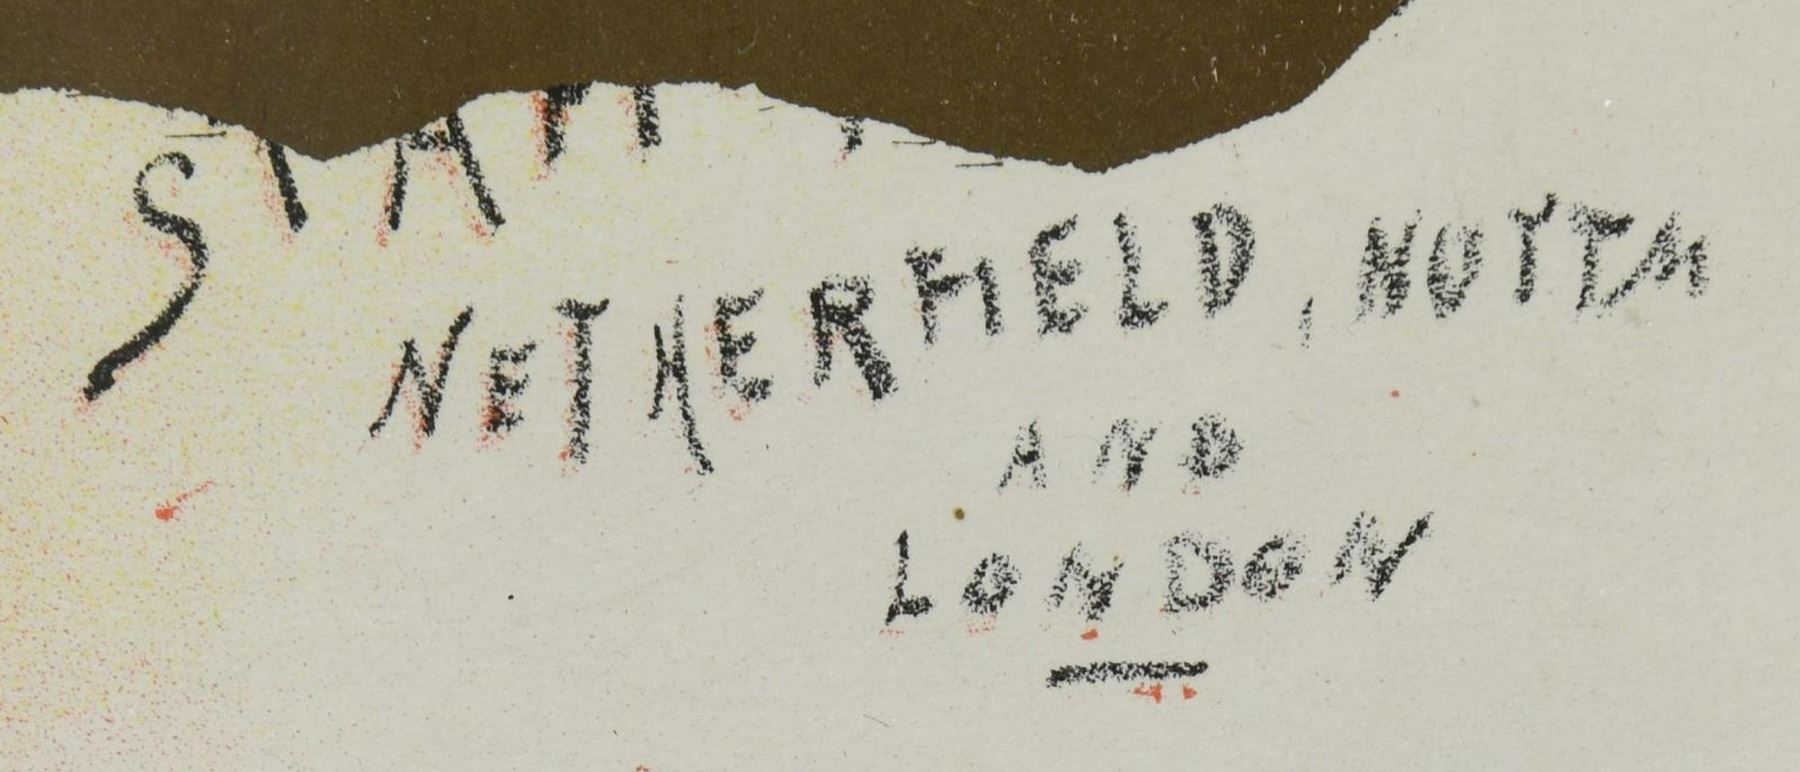 NETHERFIELD, NOTTM
AND
LONDON